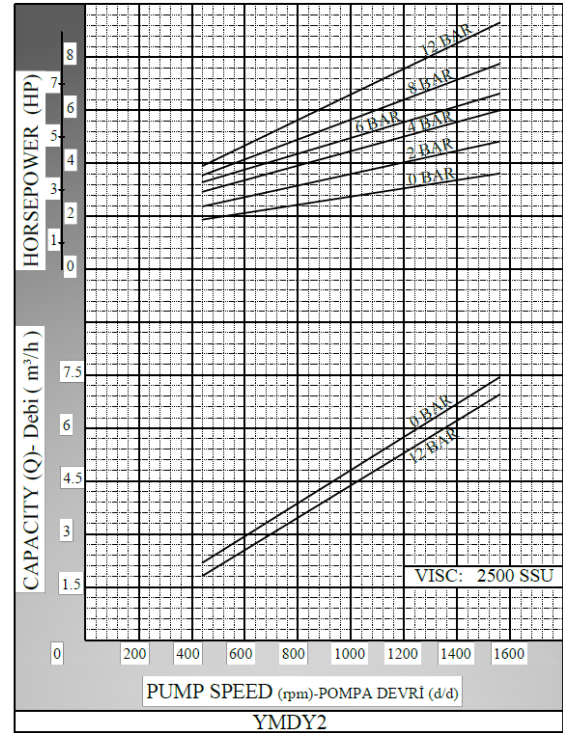 HORSEPOWER (HP)
8
7
6
5
4
3
2
1
0
12 BAR
8 BAR
6 BAR
4 BAR
2 BAR
0 BAR
CAPACITY (Q)- Debi ( m³/h )
7.5
6
4.5
3
1.5
0 BAR
12 BAR
VISC: 2500 SSU
0 200 400 600 800 1000 1200 1400 1600
PUMP SPEED (rpm)-POMPA DEVRİ (d/d)
YMDY2